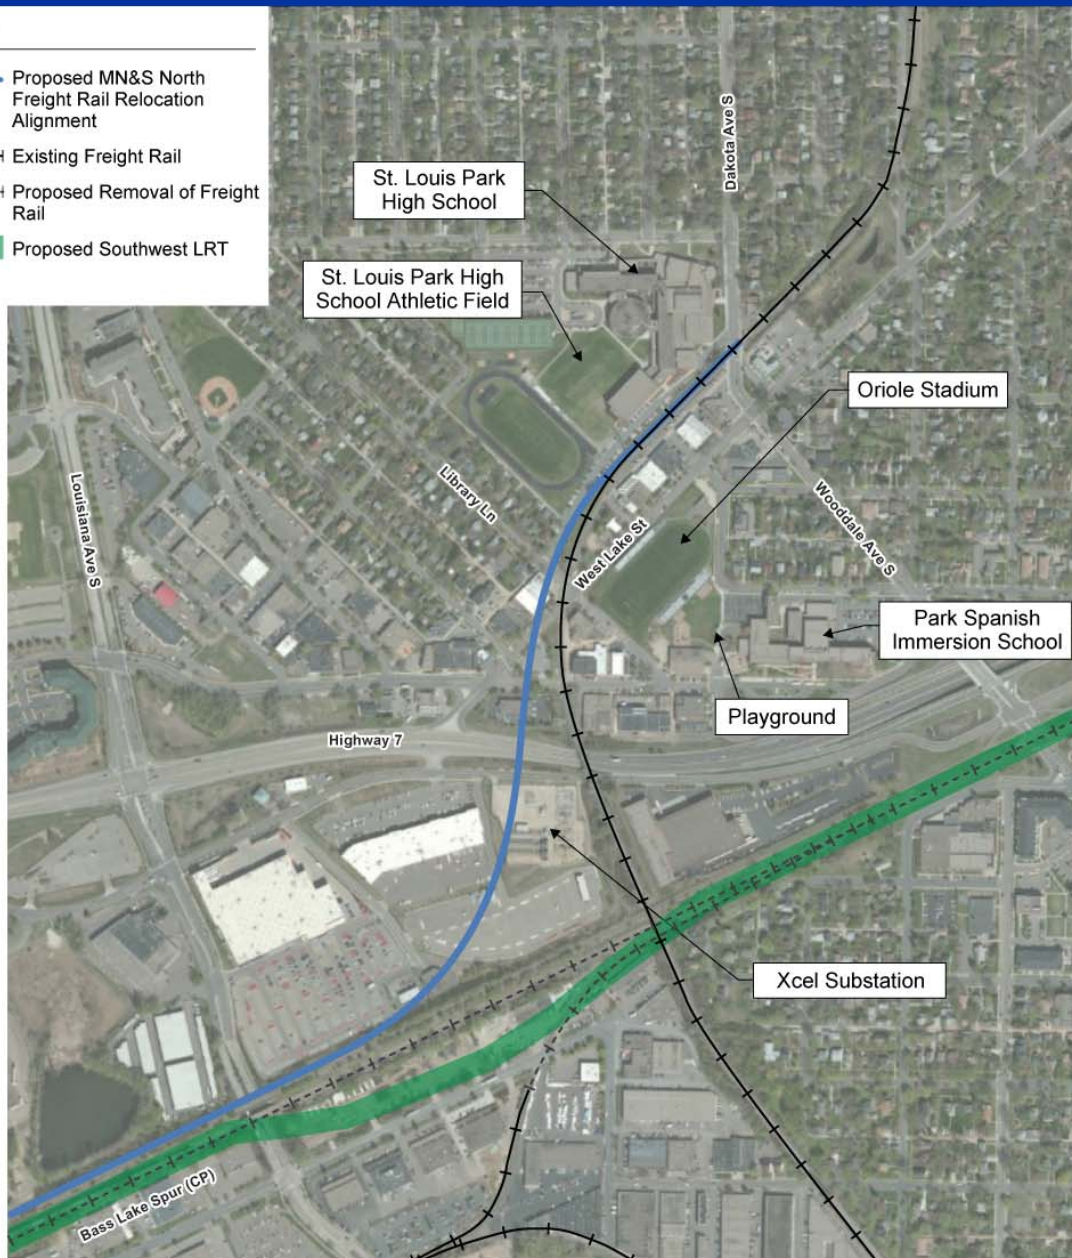 Proposed MN&S North
Freight Rail Relocation
Alignment
Existing Freight Rail
Proposed Removal of Freight
Rail
Proposed Southwest LRT
Dakota Ave S
St. Louis Park
High School
St. Louis Park High
School Athletic Field
Oriole Stadium
Louisiana Ave S
Library Ln
West Lake St
Wooddale Ave S
Park Spanish
Immersion School
Playground
Highway 7
Xcel Substation
Bass Lake Spur (CP)